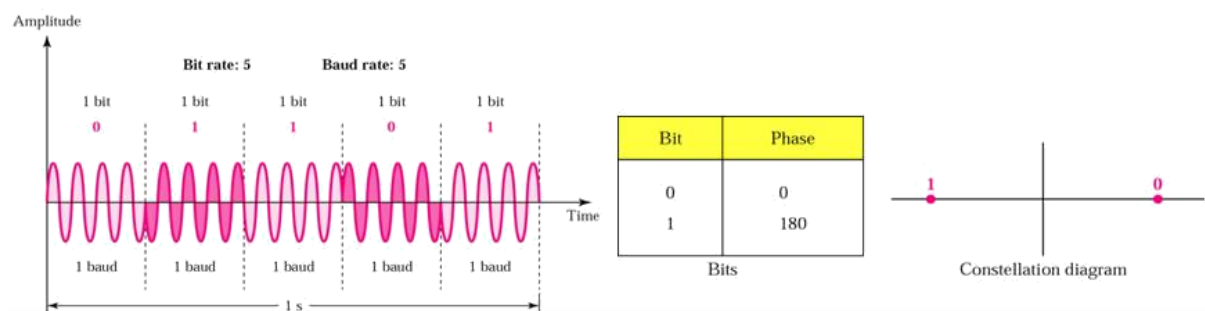 Amplitude
Bit rate: 5 Baud rate: 5
1 bit 1 bit 1 bit 1 bit 1 bit
0 1 1 0 1
Time
1 baud 1 baud 1 baud 1 baud 1 baud
1 s
Bit Phase
0 0
1 180
Bits
1 0
Constellation diagram